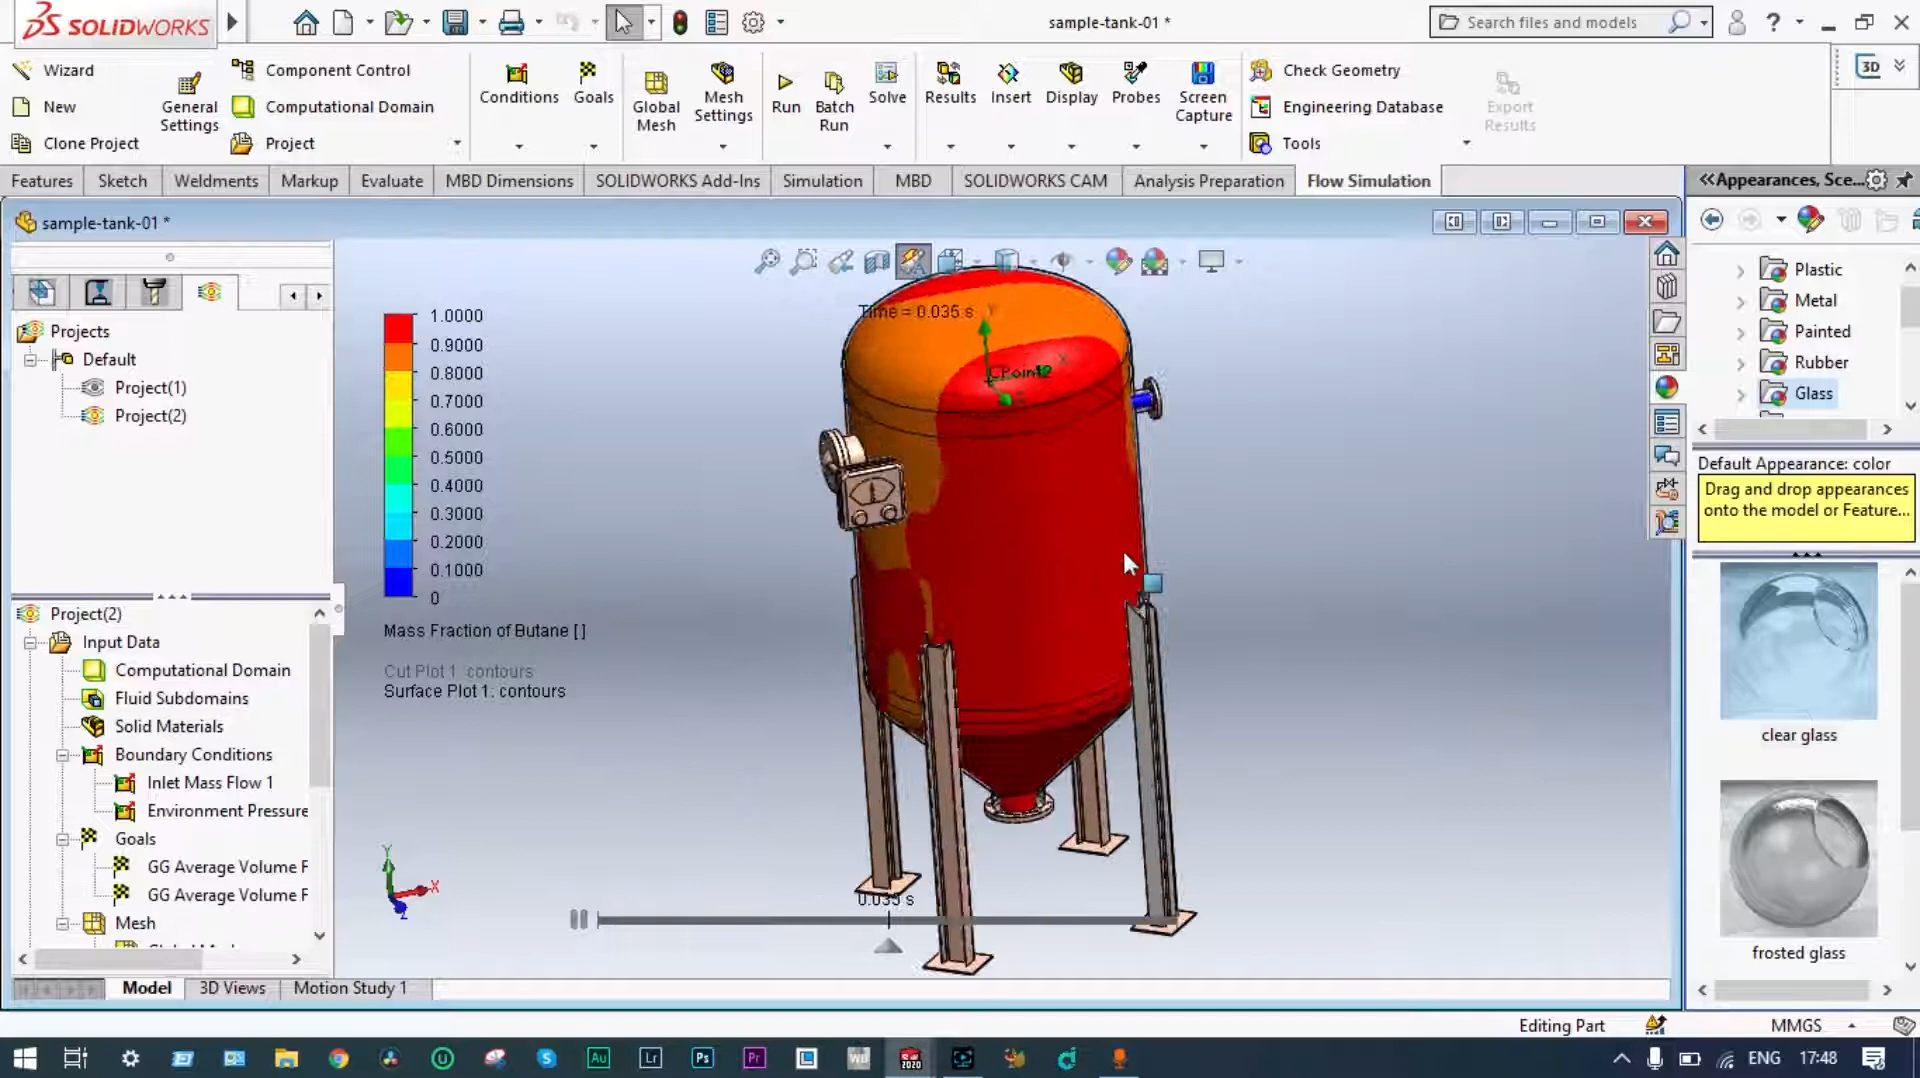 SOLIDWORKS
sample-tank-01 *
Search files and models
?
Wizard
New
Clone Project
General Settings
Component Control
Computational Domain
Project
Conditions
Goals
Global Mesh
Mesh Settings
Run
Batch Run
Solve
Results
Insert
Display
Probes
Screen Capture
Check Geometry
Engineering Database
Tools
Export Results
3D
Features
Sketch
Weldments
Markup
Evaluate
MBD Dimensions
SOLIDWORKS Add-Ins
Simulation
MBD
SOLIDWORKS CAM
Analysis Preparation
Flow Simulation
Appearances, Sce...
sample-tank-01 *
Projects
Default
Project(1)
Project(2)
Project(2)
Input Data
Computational Domain
Fluid Subdomains
Solid Materials
Boundary Conditions
Inlet Mass Flow 1
Environment Pressure
Goals
GG Average Volume F
GG Average Volume F
Mesh
1.0000
0.9000
0.8000
0.7000
0.6000
0.5000
0.4000
0.3000
0.2000
0.1000
0
Mass Fraction of Butane [ ]
Cut Plot 1: contours
Surface Plot 1: contours
Time = 0.035 s
Y
Y
X
Z
0.035 s
Plastic
Metal
Painted
Rubber
Glass
Default Appearance: color
Drag and drop appearances
onto the model or Feature...
clear glass
frosted glass
Model
3D Views
Motion Study 1
Editing Part
MMGS
Au
Lr
Ps
Pr
WB
2020
ENG
17:48